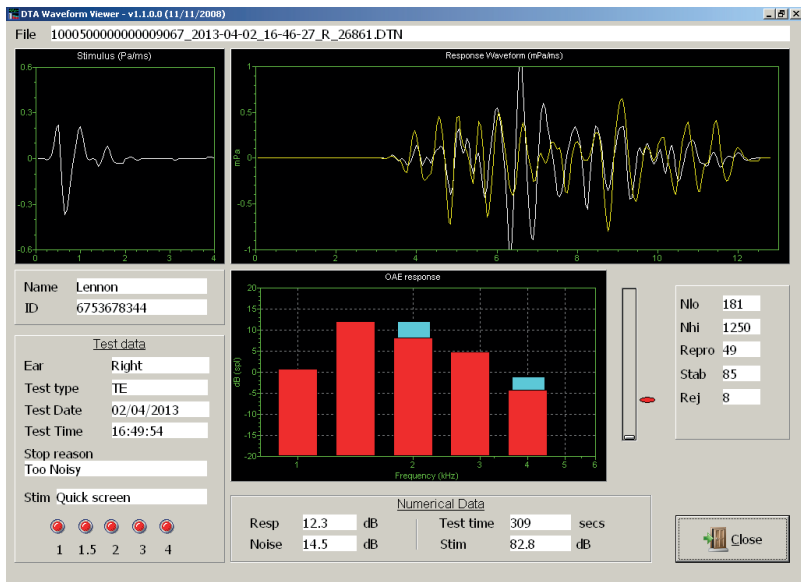 DTA Waveform Viewer - v1.1.0.0 (11/11/2008)
File 1000500000000009067_2013-04-02_16-46-27_R_26861.DTN
Stimulus (Pa/ms)
0.6
0.3
0
-0.3
-0.6
0 1 2 3 4
Response Waveform (mPa/ms)
mPa
1
0.5
0
-0.5
-1
0 2 4 6 8 10 12
Name Lennon
ID 6753678344
Test data
Ear Right
Test type TE
Test Date 02/04/2013
Test Time 16:49:54
Stop reason
Too Noisy
Stim Quick screen
1 1.5 2 3 4
OAE response
dB (spl)
20
15
10
5
0
-5
-10
-15
-20
1 2 3 4 5 6
Frequency (kHz)
Nlo 181
Nhi 1250
Repro 49
Stab 85
Rej 8
Numerical Data
Resp 12.3 dB Test time 309 secs
Noise 14.5 dB Stim 82.8 dB
Close